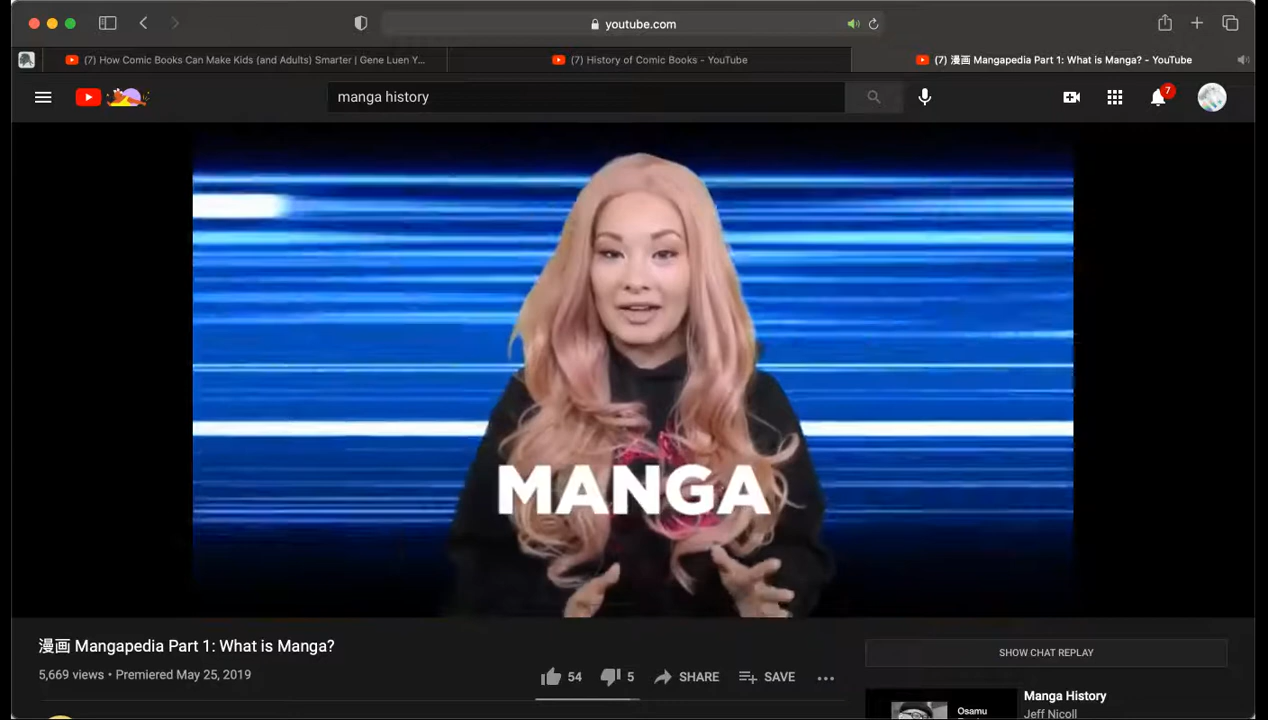 youtube.com
(7) How Comic Books Can Make Kids (and Adults) Smarter | Gene Luen Y...
(7) History of Comic Books - YouTube
(7) 漫画 Mangapedia Part 1: What is Manga? - YouTube
manga history
7
MANGA
漫画 Mangapedia Part 1: What is Manga?
5,669 views • Premiered May 25, 2019
54
5
SHARE
SAVE
SHOW CHAT REPLAY
Manga History
Jeff Nicoll
Osamu